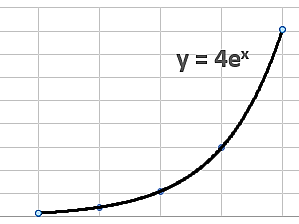 y = 4eˣ